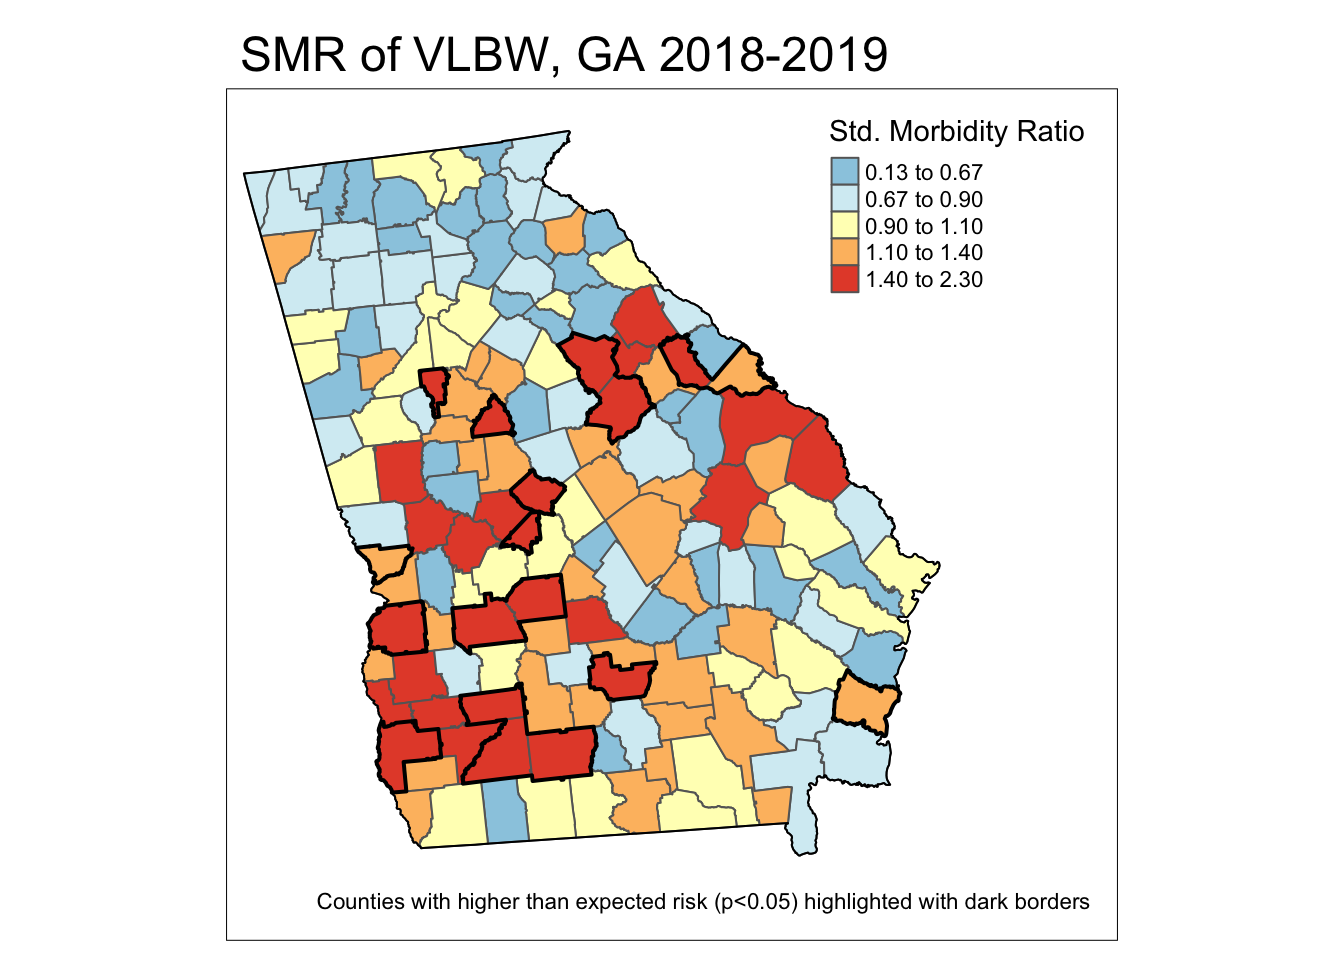 SMR of VLBW, GA 2018-2019
Std. Morbidity Ratio
0.13 to 0.67
0.67 to 0.90
0.90 to 1.10
1.10 to 1.40
1.40 to 2.30
Counties with higher than expected risk (p<0.05) highlighted with dark borders